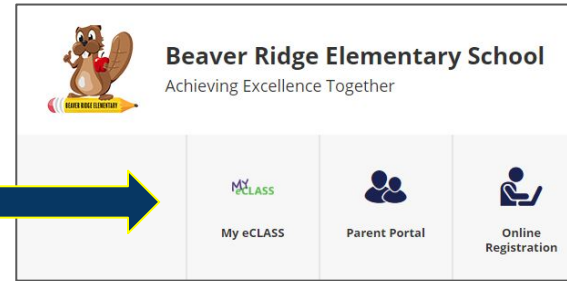 Beaver Ridge Elementary School
Achieving Excellence Together
BEAVER RIDGE ELEMENTARY
MY
eCLASS
My eCLASS
Parent Portal
Online
Registration